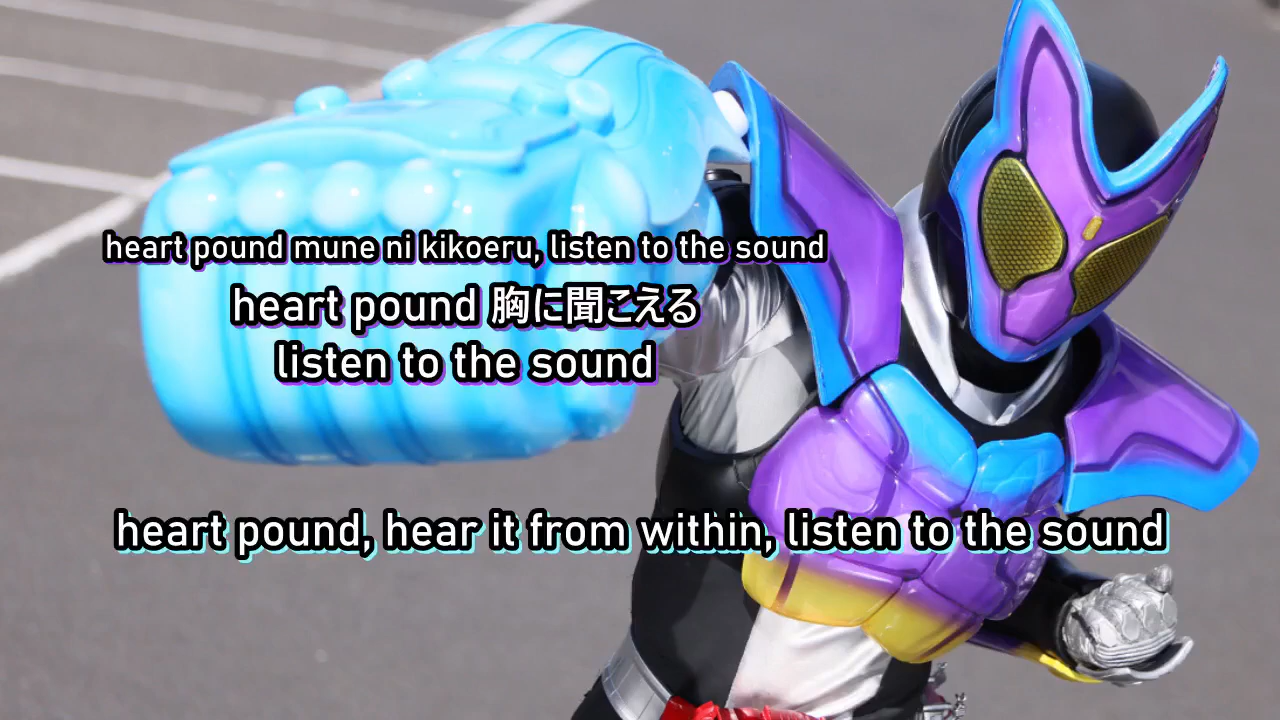 heart pound mune ni kikoeru, listen to the sound
heart pound 胸に聞こえる
listen to the sound
heart pound, hear it from within, listen to the sound